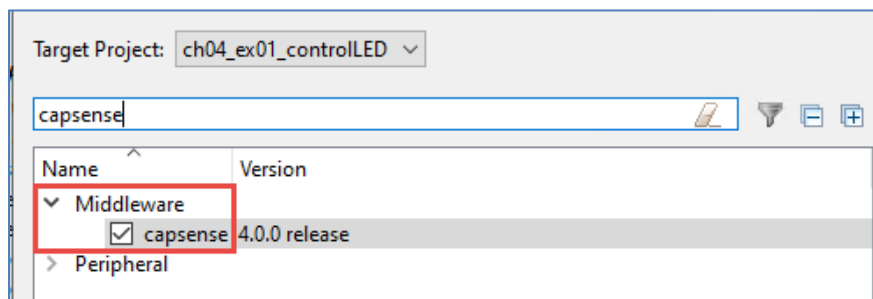 Target Project: ch04_ex01_controlLED
capsense
Name Version
Middleware
capsense 4.0.0 release
Peripheral